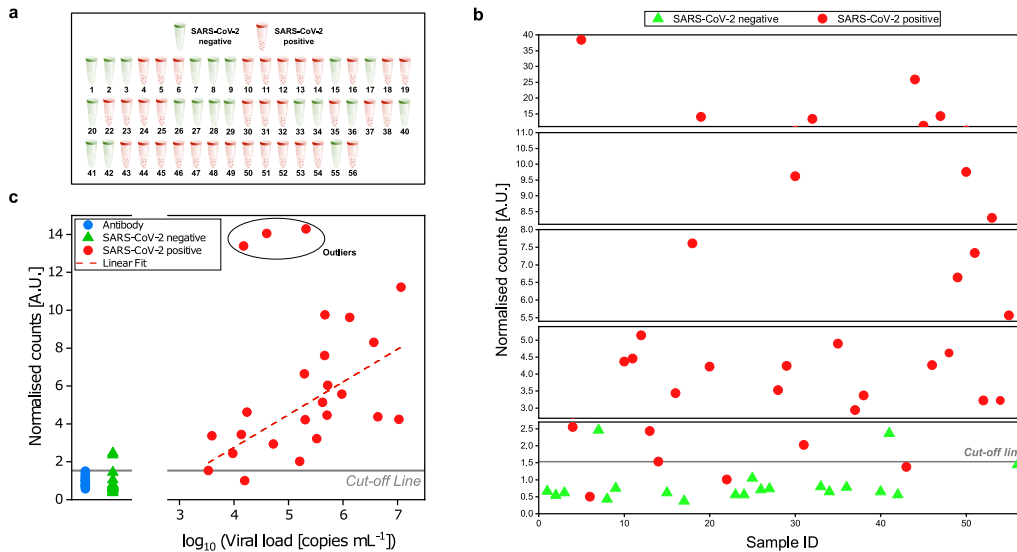 a
SARS-CoV-2 negative
SARS-CoV-2 positive
1 2 3 4 5 6 7 8 9 10 11 12 13 14 15 16 17 18 19
20 22 23 24 25 26 27 28 29 30 31 32 33 34 35 36 37 38 40
41 42 43 44 45 46 47 48 49 50 51 52 53 54 55 56
b
SARS-CoV-2 negative SARS-CoV-2 positive
Normalised counts [A.U.]
40
35
30
25
20
15
11.0
10.5
10.0
9.5
9.0
8.5
8.0
7.5
7.0
6.5
6.0
5.5
5.0
4.5
4.0
3.5
3.0
2.5
2.0
1.5
1.0
0.5
0.0
Cut-off line
0 10 20 30 40 50
Sample ID
c
Normalised counts [A.U.]
14
12
10
8
6
4
2
0
Antibody
SARS-CoV-2 negative
SARS-CoV-2 positive
Linear Fit
Outliers
Cut-off Line
3 4 5 6 7
log10 (Viral load [copies mL⁻¹])